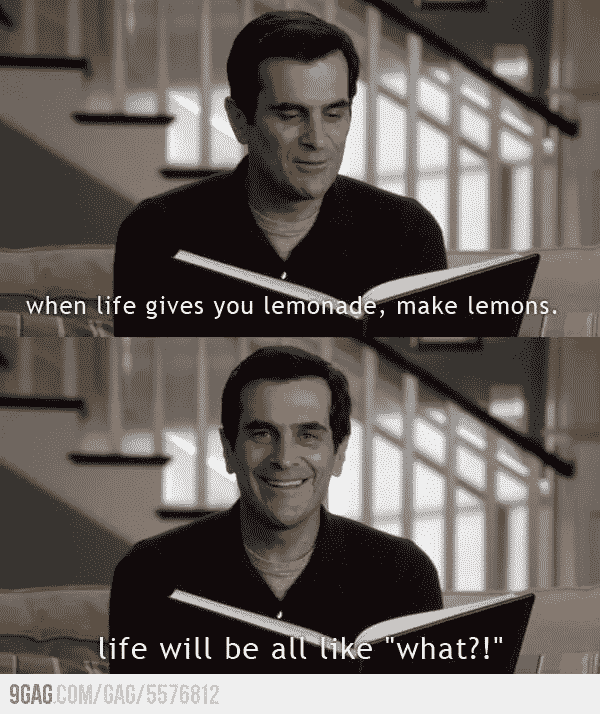 when life gives you lemonade, make lemons.
life will be all like "what?!"
9GAG.COM/GAG/5576812